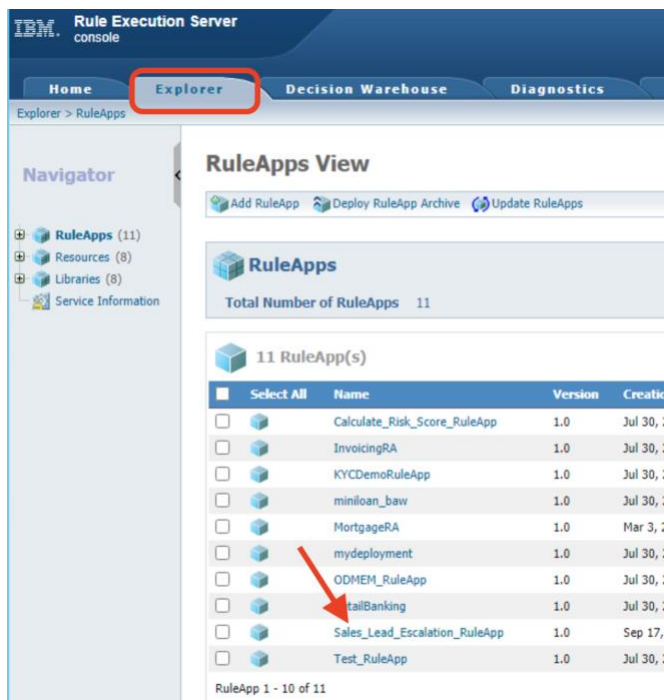 IBM. Rule Execution Server
console
Home Explorer Decision Warehouse Diagnostics
Explorer > RuleApps
Navigator
RuleApps (11)
Resources (8)
Libraries (8)
Service Information
RuleApps View
Add RuleApp Deploy RuleApp Archive Update RuleApps
RuleApps
Total Number of RuleApps 11
11 RuleApp(s)
Select All Name Version Creatio
Calculate_Risk_Score_RuleApp 1.0 Jul 30,
InvoicingRA 1.0 Jul 30,
KYCDemoRuleApp 1.0 Jul 30,
miniloan_baw 1.0 Jul 30,
MortgageRA 1.0 Mar 3,
mydeployment 1.0 Jul 30,
ODMEM_RuleApp 1.0 Jul 30,
tailBanking 1.0 Jul 30,
Sales_Lead_Escalation_RuleApp 1.0 Sep 17,
Test_RuleApp 1.0 Jul 30,
RuleApp 1 - 10 of 11